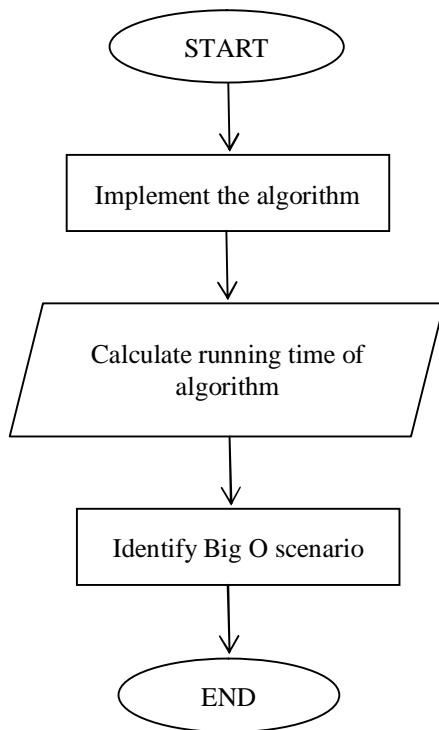 START
Implement the algorithm
Calculate running time of
algorithm
Identify Big O scenario
END